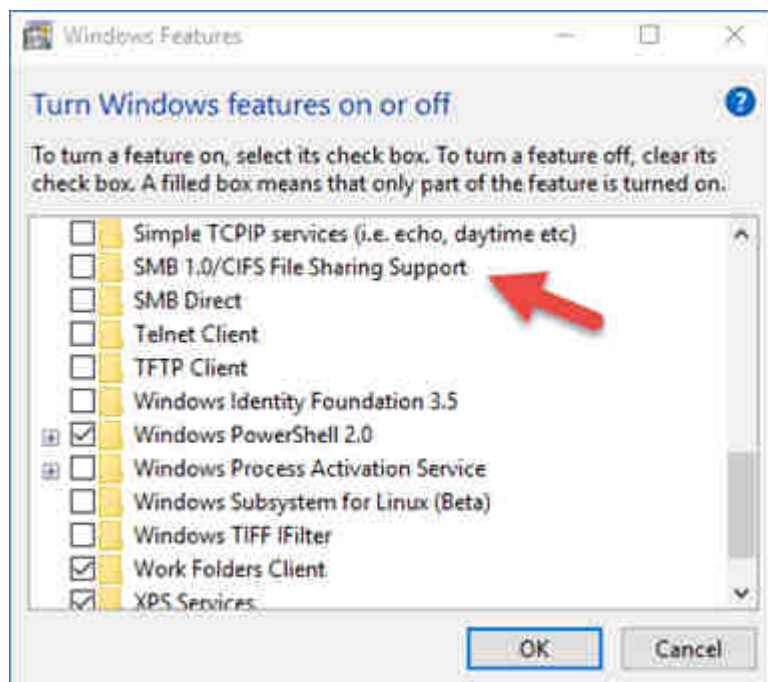 Windows Features
Turn Windows features on or off
To turn a feature on, select its check box. To turn a feature off, clear its
check box. A filled box means that only part of the feature is turned on.
Simple TCPIP services (i.e. echo, daytime etc)
SMB 1.0/CIFS File Sharing Support
SMB Direct
Telnet Client
TFTP Client
Windows Identity Foundation 3.5
Windows PowerShell 2.0
Windows Process Activation Service
Windows Subsystem for Linux (Beta)
Windows TIFF IFilter
Work Folders Client
XPS Services
OK
Cancel